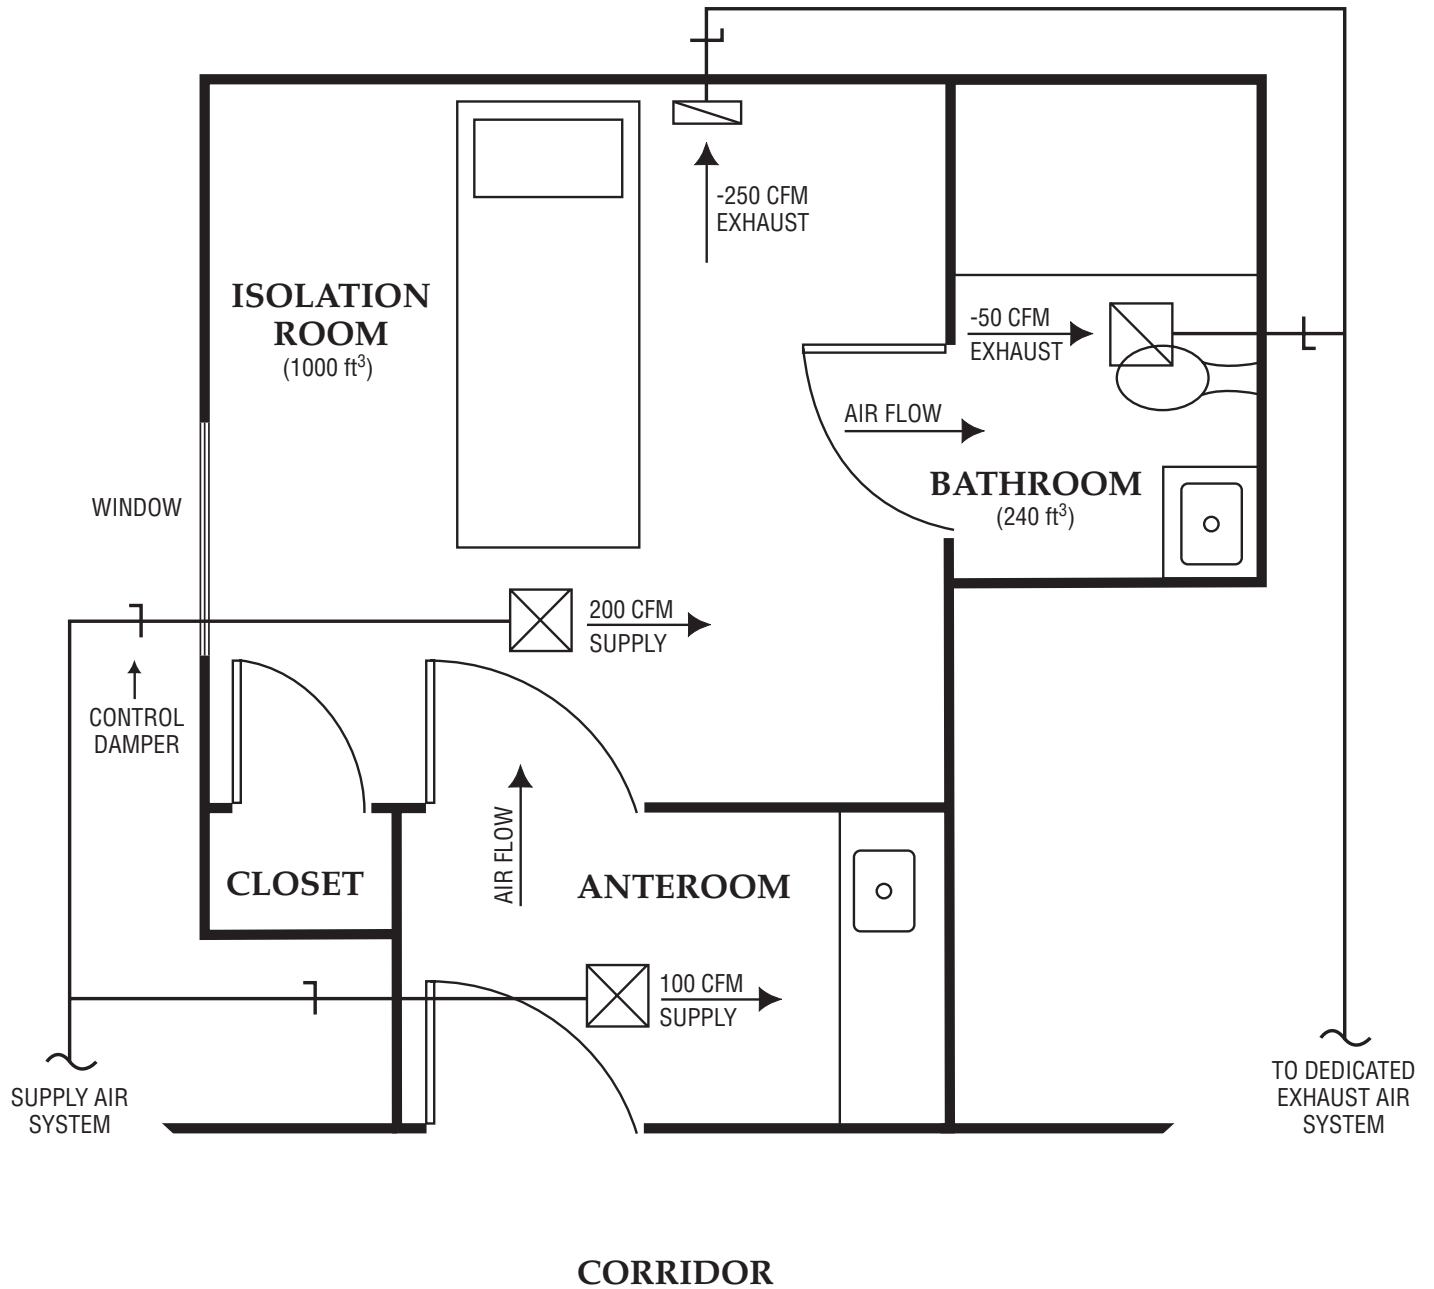 -250 CFM
EXHAUST
ISOLATION
ROOM
(1000 ft³)
-50 CFM
EXHAUST
AIR FLOW
BATHROOM
(240 ft³)
WINDOW
200 CFM
SUPPLY
CONTROL
DAMPER
AIR FLOW
CLOSET
ANTEROOM
100 CFM
SUPPLY
SUPPLY AIR
SYSTEM
TO DEDICATED
EXHAUST AIR
SYSTEM
CORRIDOR